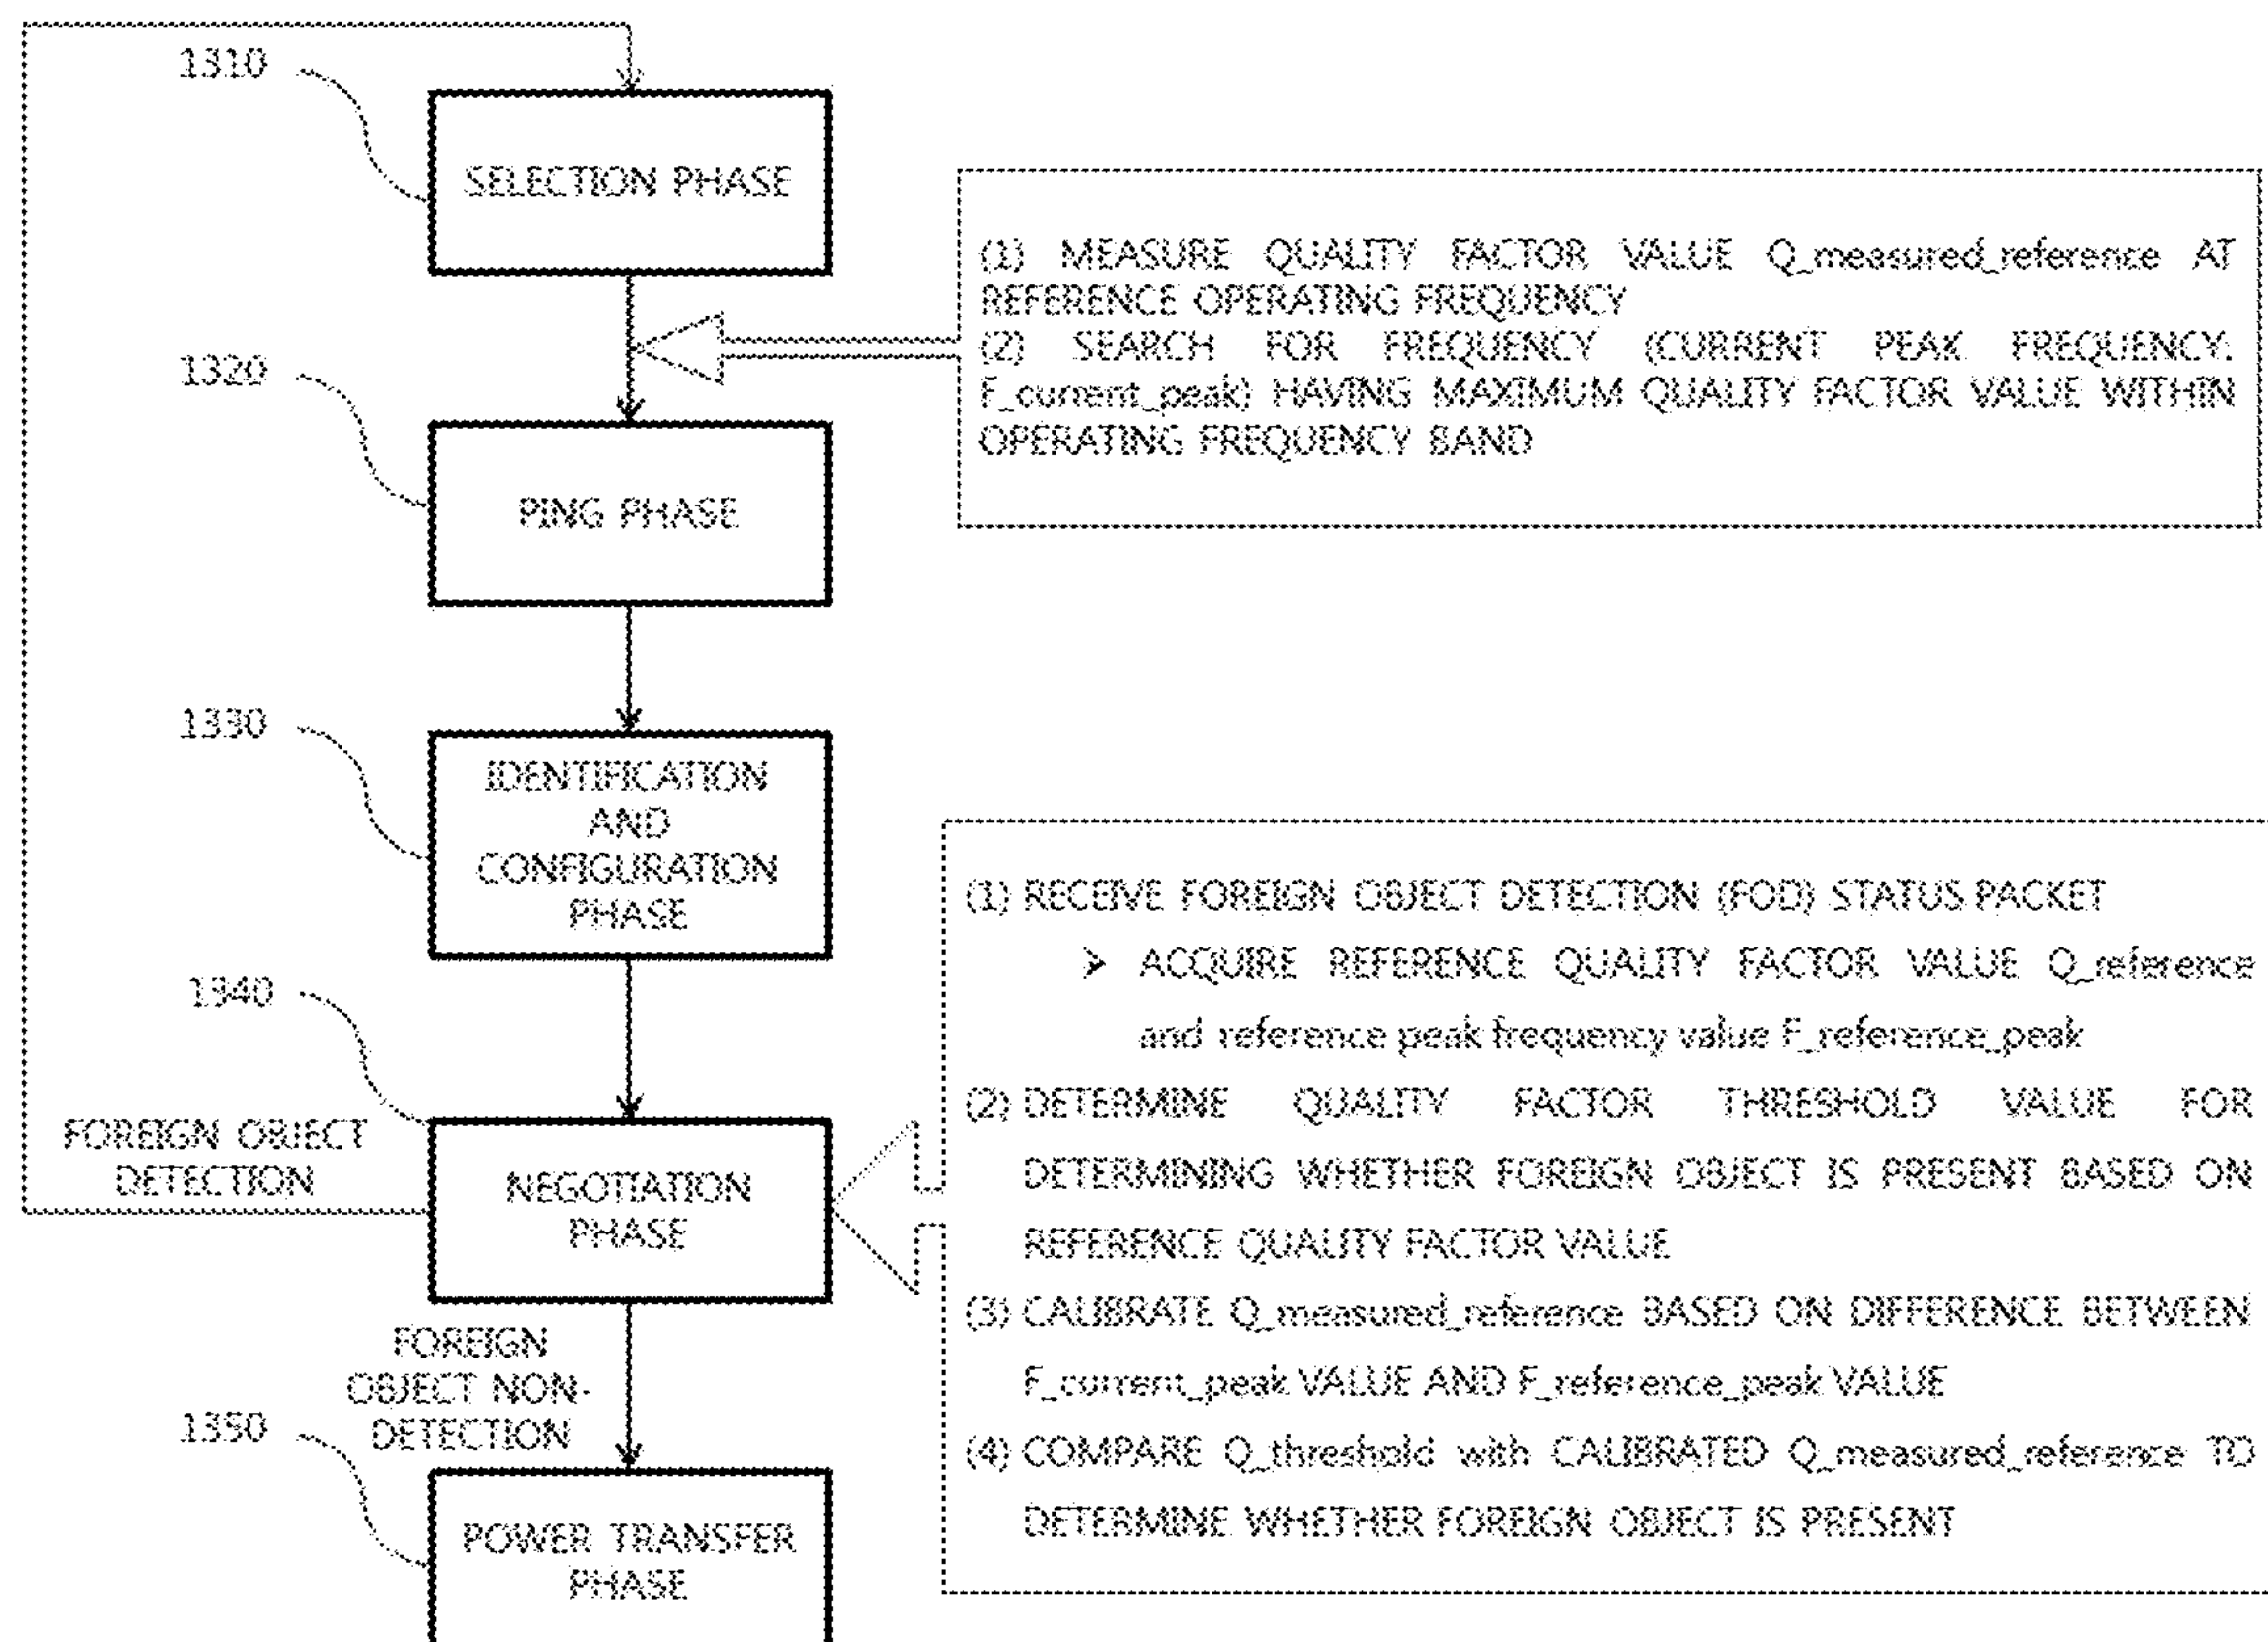 1310
SELECTION PHASE
(1) MEASURE QUALITY FACTOR VALUE Q_measured_reference AT
REFERENCE OPERATING FREQUENCY
(2) SEARCH FOR FREQUENCY (CURRENT PEAK FREQUENCY.
F_current_peak) HAVING MAXIMUM QUALITY FACTOR VALUE WITHIN
OPERATING FREQUENCY BAND
1320
PING PHASE
1330
IDENTIFICATION
AND
CONFIGURATION
PHASE
1340
FOREIGN OBJECT
DETECTION
NEGOTIATION
PHASE
(1) RECEIVE FOREIGN OBJECT DETECTION (FOD) STATUS PACKET
➢ ACQUIRE REFERENCE QUALITY FACTOR VALUE Q_reference
and reference peak frequency value F_reference_peak
(2) DETERMINE QUALITY FACTOR THRESHOLD VALUE FOR
DETERMINING WHETHER FOREIGN OBJECT IS PRESENT BASED ON
REFERENCE QUALITY FACTOR VALUE
(3) CALIBRATE Q_measured_reference BASED ON DIFFERENCE BETWEEN
F_current_peak VALUE AND F_reference_peak VALUE
(4) COMPARE Q_threshold with CALIBRATED Q_measured_reference TO
DETERMINE WHETHER FOREIGN OBJECT IS PRESENT
FOREIGN
OBJECT NON-
DETECTION
1350
POWER TRANSFER
PHASE